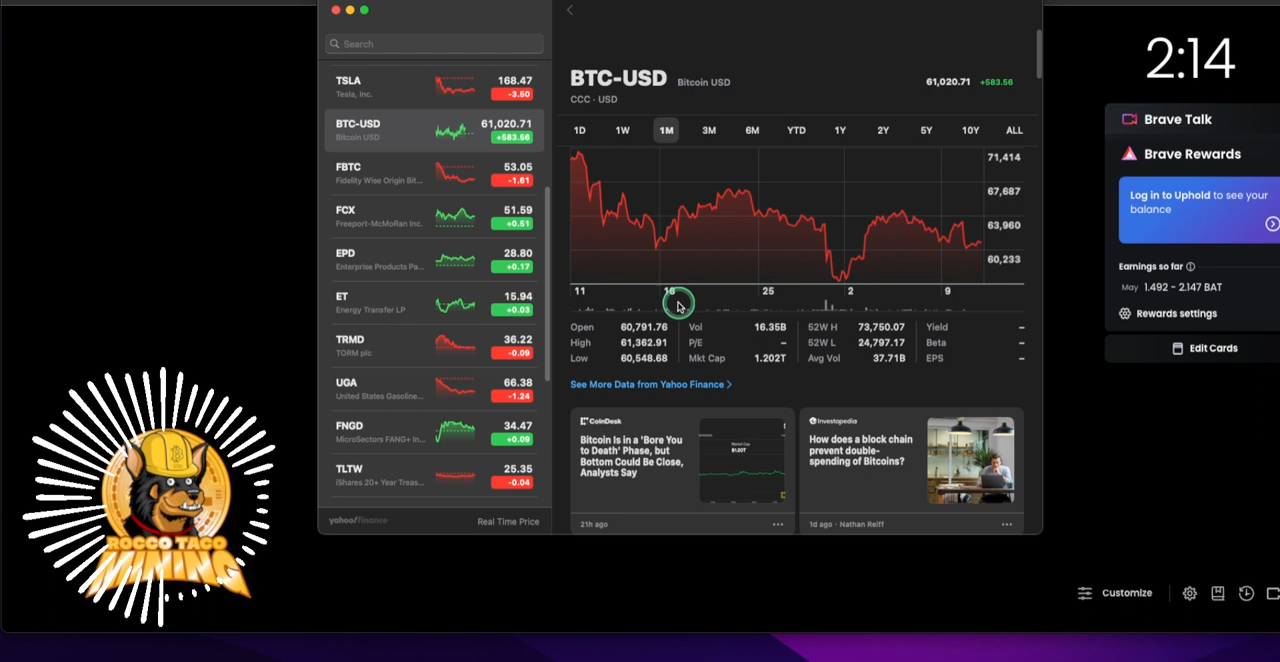 Search
TSLA 168.47
Tesla, Inc. -3.50
BTC-USD 61,020.71
Bitcoin USD +583.56
FBTC 53.05
Fidelity Wise Origin Bit... -1.61
FCX 51.59
Freeport-McMoRan Inc. +0.51
EPD 28.80
Enterprise Products Pa... +0.17
ET 15.94
Energy Transfer LP +0.03
TRMD 36.22
TORM plc -0.09
UGA 66.38
United States Gasoline... -1.24
FNGD 34.47
MicroSectors FANG+ In... +0.09
TLTW 25.35
iShares 20+ Year Treas... -0.04
yahoo!finance Real Time Price
BTC-USD Bitcoin USD 61,020.71 +583.56
CCC · USD
1D 1W 1M 3M 6M YTD 1Y 2Y 5Y 10Y ALL
71,414
67,687
63,960
60,233
11 18 25 2 9
Open 60,791.76 Vol 16.35B 52W H 73,750.07 Yield –
High 61,362.91 P/E – 52W L 24,797.17 Beta –
Low 60,548.68 Mkt Cap 1.202T Avg Vol 37.71B EPS –
See More Data from Yahoo Finance >
CoinDesk
Bitcoin Is in a 'Bore You
to Death' Phase, but
Bottom Could Be Close,
Analysts Say
Market Cap
$1.20T
21h ago ...
Investopedia
How does a block chain
prevent double-
spending of Bitcoins?
1d ago · Nathan Reiff ...
2:14
Brave Talk
Brave Rewards
Log in to Uphold to see your
balance
Earnings so far
May 1.492 - 2.147 BAT
Rewards settings
Edit Cards
Customize
ROCCO TACO
MINING